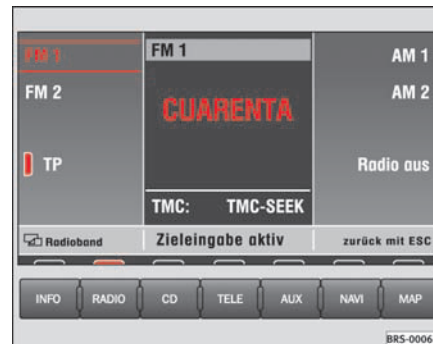 FM 1
FM 1
AM 1
FM 2
CUARENTA
AM 2
TP
Radio aus
TMC: TMC-SEEK
Radioband
Zieleingabe aktiv
zurück mit ESC
INFO
RADIO
CD
TELE
AUX
NAVI
MAP
BRS-0006